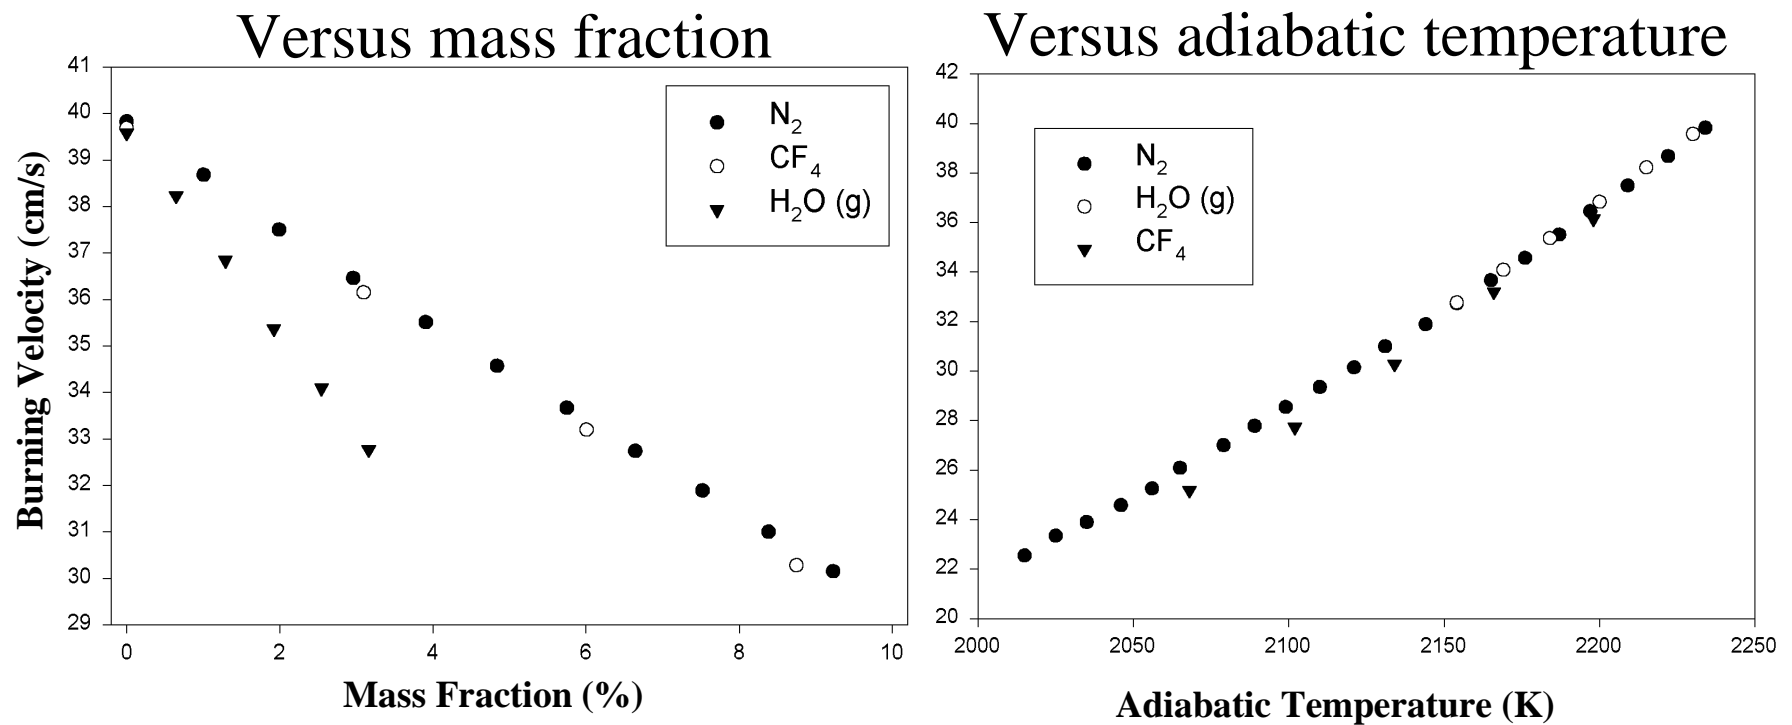 Versus mass fraction
41
40
39
38
37
36
35
34
33
32
31
30
29
0 2 4 6 8 10
Burning Velocity (cm/s)
Mass Fraction (%)
N2
CF4
H2O (g)
Versus adiabatic temperature
42
40
38
36
34
32
30
28
26
24
22
20
2000 2050 2100 2150 2200 2250
Adiabatic Temperature (K)
N2
H2O (g)
CF4